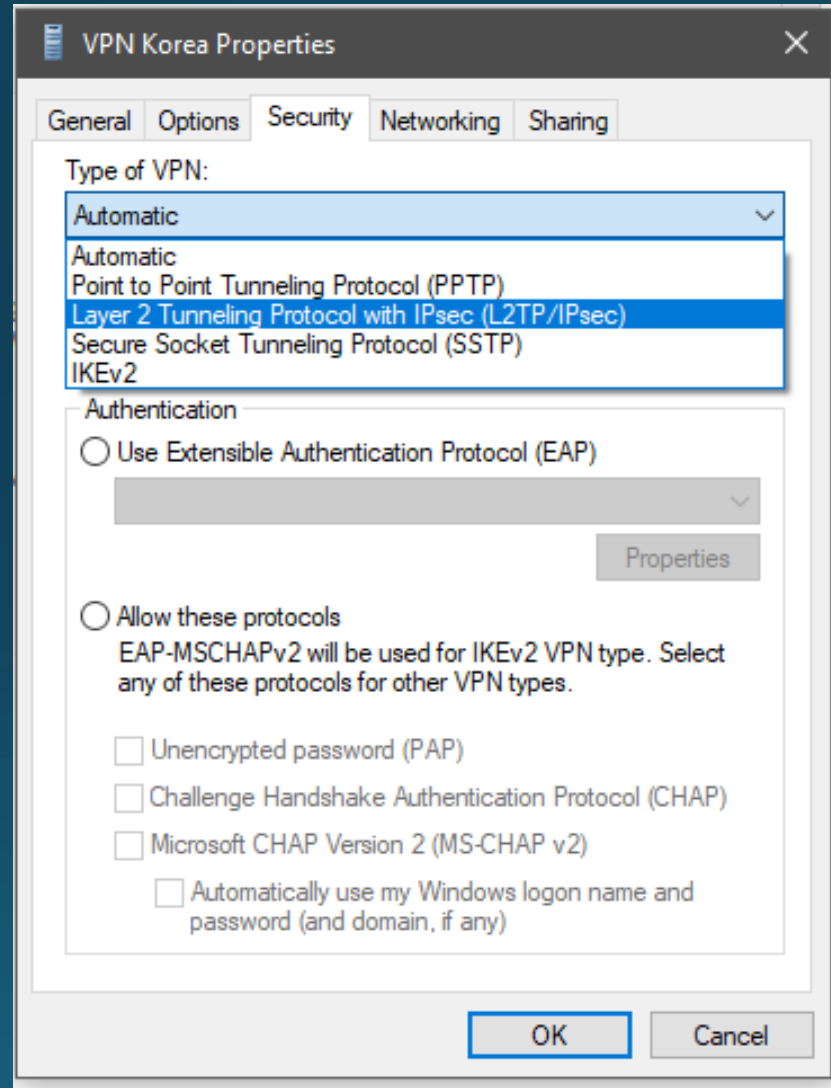 VPN Korea Properties
General Options Security Networking Sharing
Type of VPN:
Automatic
Automatic
Point to Point Tunneling Protocol (PPTP)
Layer 2 Tunneling Protocol with IPsec (L2TP/IPsec)
Secure Socket Tunneling Protocol (SSTP)
IKEv2
Authentication
Use Extensible Authentication Protocol (EAP)
Properties
Allow these protocols
EAP-MSCHAPv2 will be used for IKEv2 VPN type. Select
any of these protocols for other VPN types.
Unencrypted password (PAP)
Challenge Handshake Authentication Protocol (CHAP)
Microsoft CHAP Version 2 (MS-CHAP v2)
Automatically use my Windows logon name and
password (and domain, if any)
OK Cancel